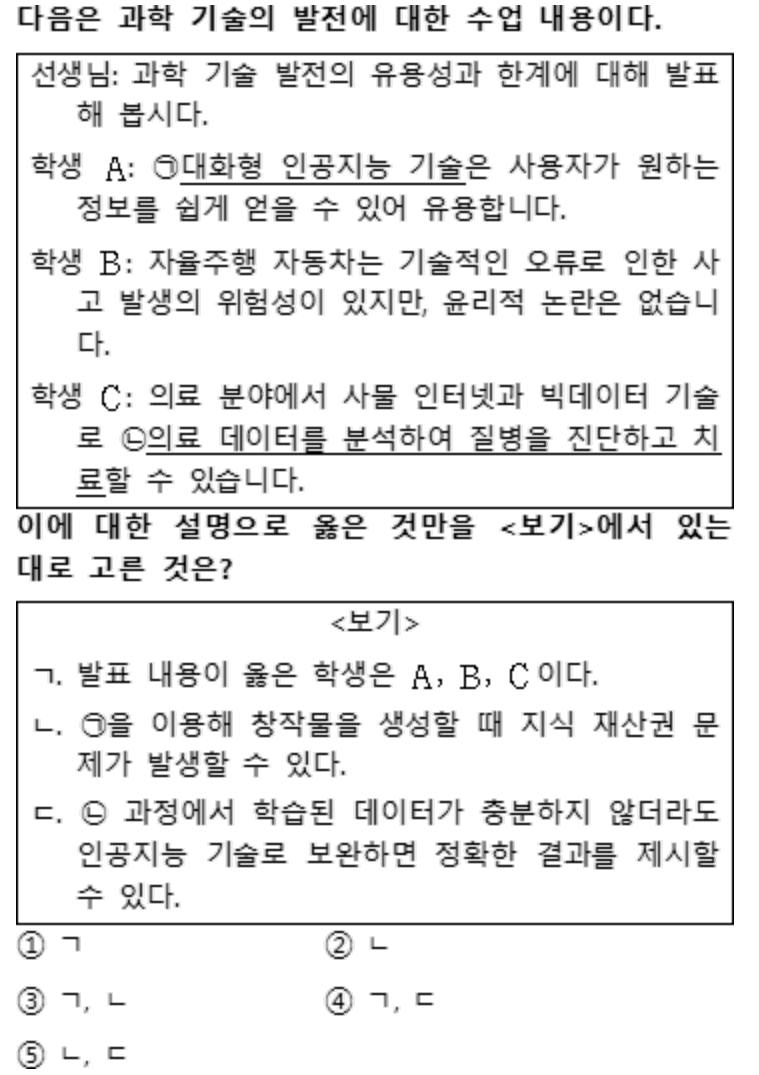 다음은 과학 기술의 발전에 대한 수업 내용이다.
선생님: 과학 기술 발전의 유용성과 한계에 대해 발표
해 봅시다.
학생 A: ㉠대화형 인공지능 기술은 사용자가 원하는
정보를 쉽게 얻을 수 있어 유용합니다.
학생 B: 자율주행 자동차는 기술적인 오류로 인한 사
고 발생의 위험성이 있지만, 윤리적 논란은 없습니
다.
학생 C: 의료 분야에서 사물 인터넷과 빅데이터 기술
로 ㉡의료 데이터를 분석하여 질병을 진단하고 치
료할 수 있습니다.
이에 대한 설명으로 옳은 것만을 <보기>에서 있는
대로 고른 것은?
<보기>
ㄱ. 발표 내용이 옳은 학생은 A, B, C이다.
ㄴ. ㉠을 이용해 창작물을 생성할 때 지식 재산권 문
제가 발생할 수 있다.
ㄷ. ㉡ 과정에서 학습된 데이터가 충분하지 않더라도
인공지능 기술로 보완하면 정확한 결과를 제시할
수 있다.
① ㄱ ② ㄴ
③ ㄱ, ㄴ ④ ㄱ, ㄷ
⑤ ㄴ, ㄷ